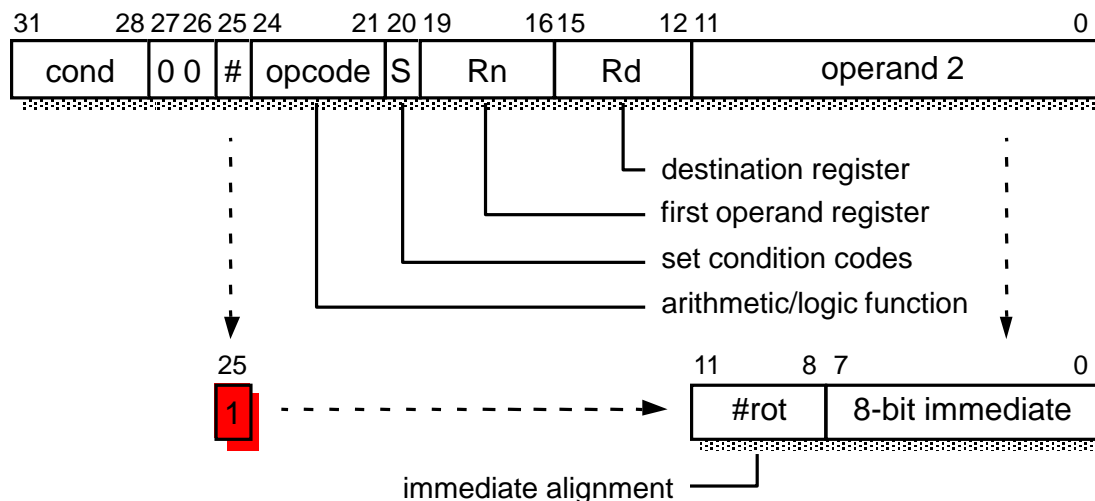 31 28 27 26 25 24 21 20 19 16 15 12 11 0
cond 0 0 # opcode S Rn Rd operand 2
destination register
first operand register
set condition codes
arithmetic/logic function
25 11 8 7 0
1 #rot 8-bit immediate
immediate alignment